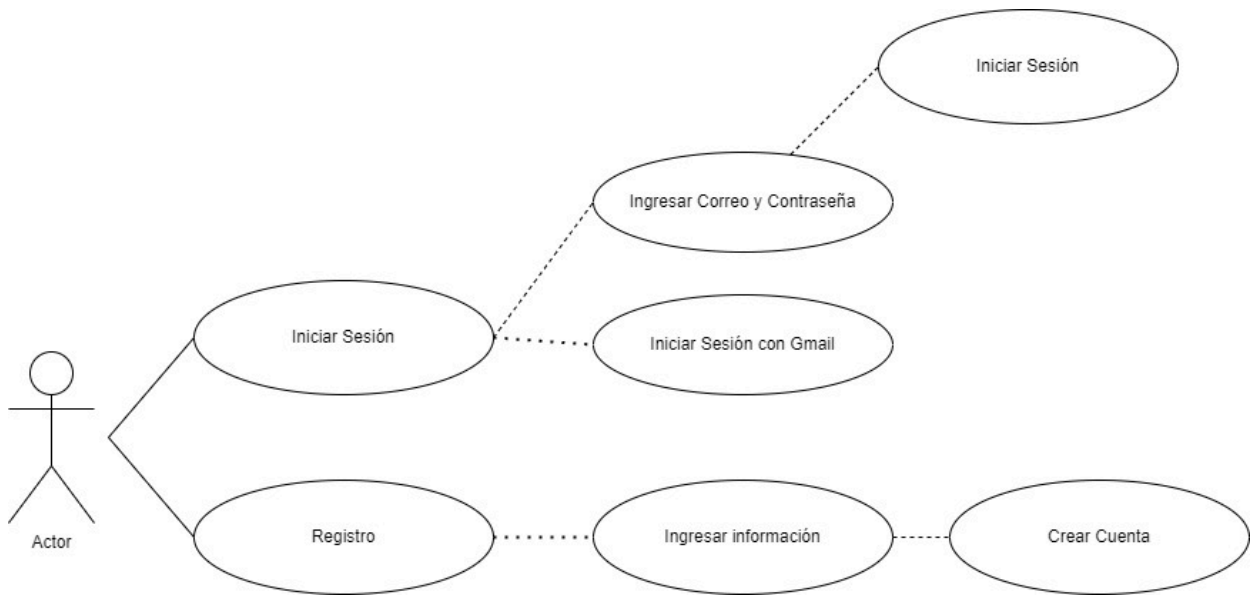 Iniciar Sesión
Ingresar Correo y Contraseña
Iniciar Sesión
Iniciar Sesión con Gmail
Actor
Registro
Ingresar información
Crear Cuenta